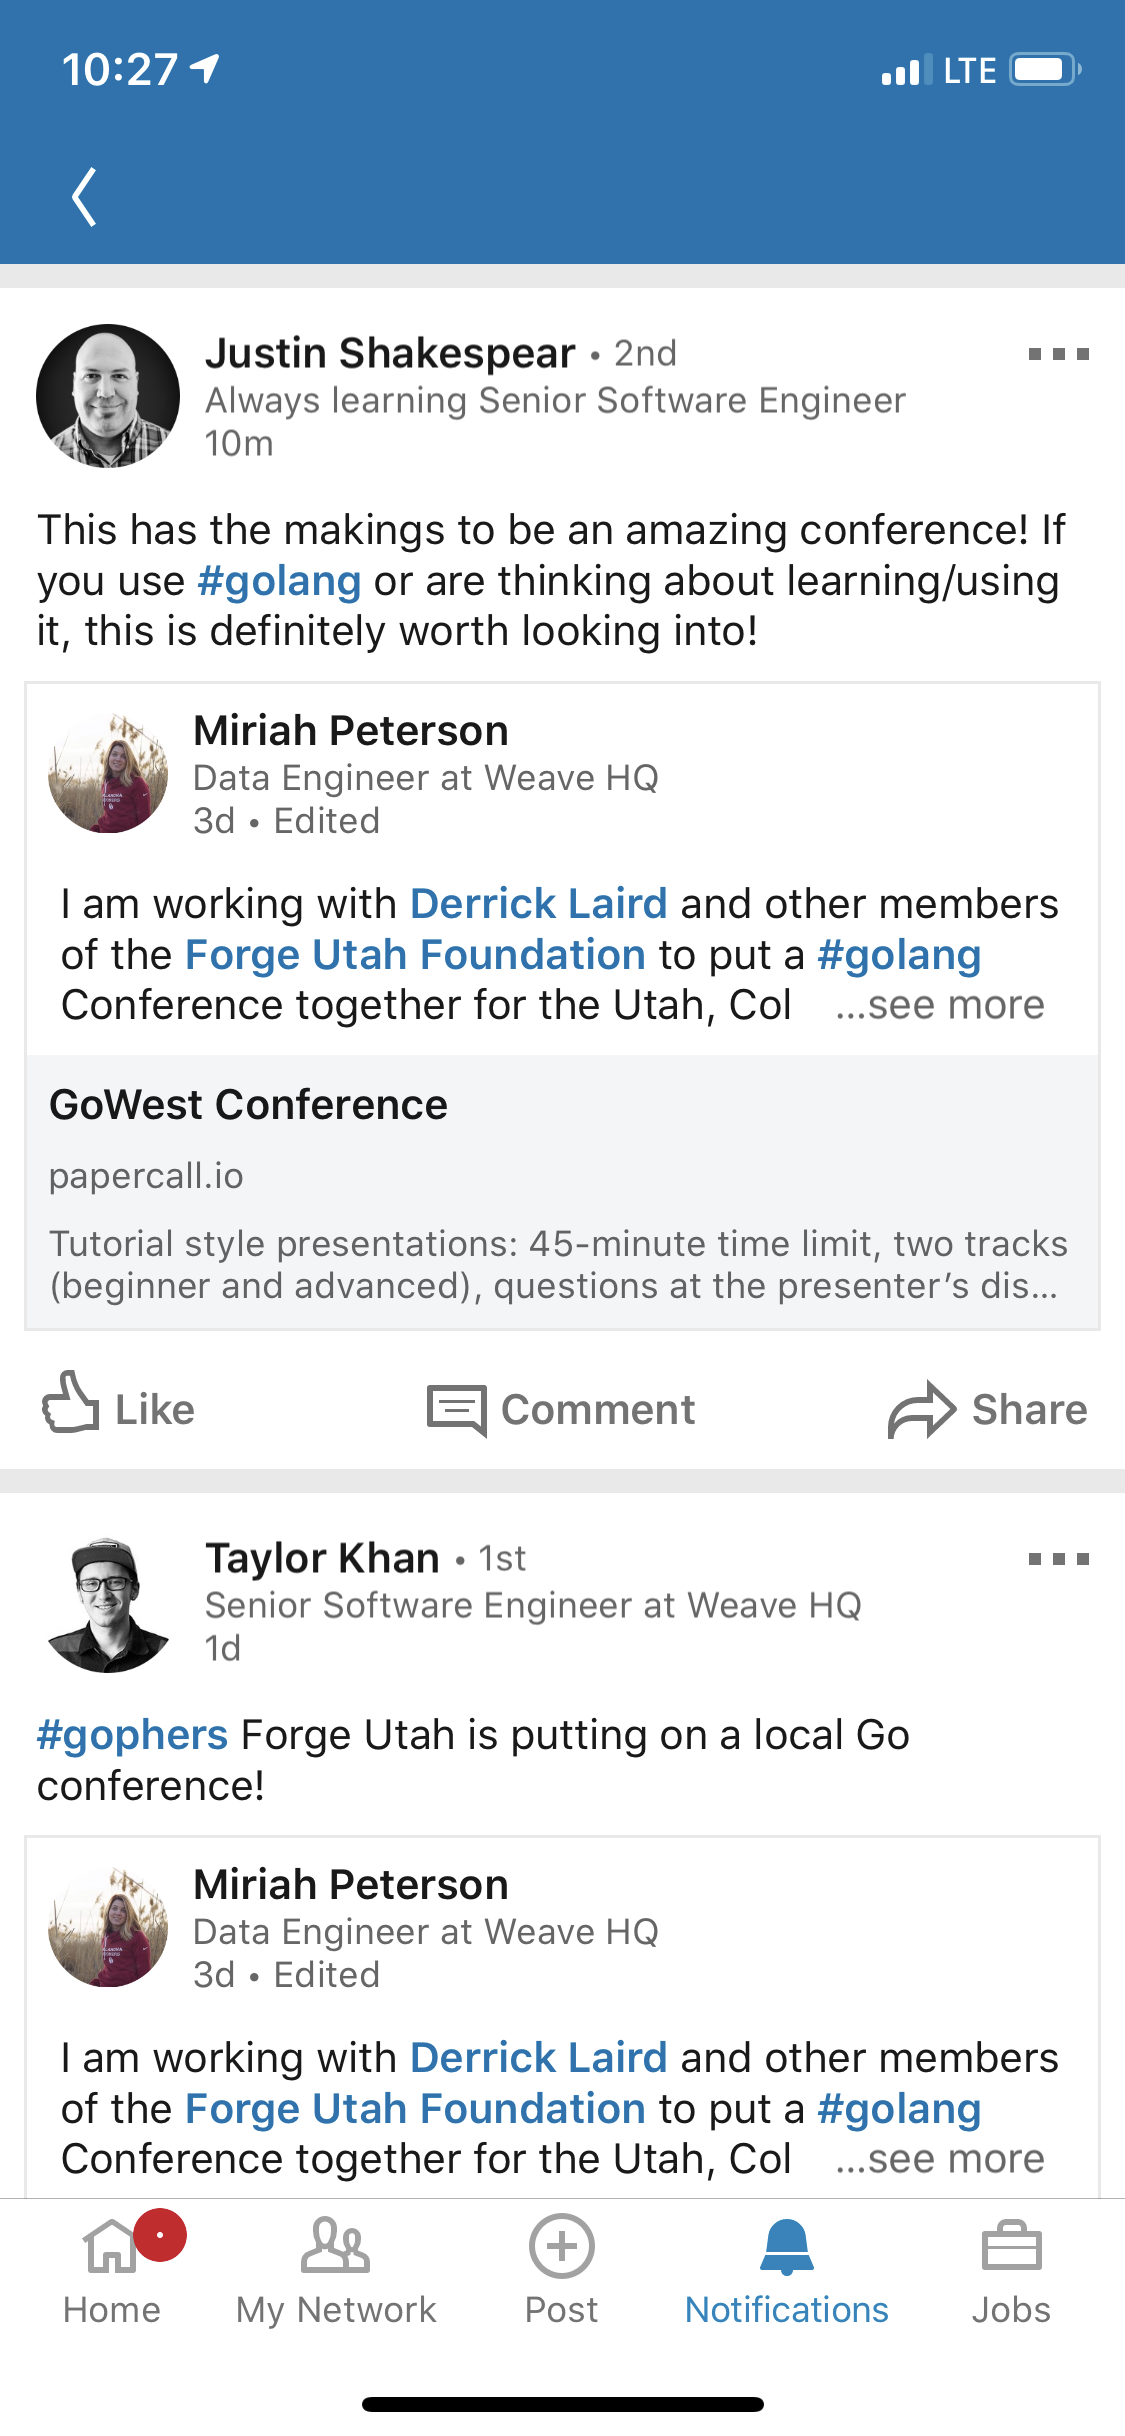 10:27
LTE
Justin Shakespear • 2nd
Always learning Senior Software Engineer
10m
This has the makings to be an amazing conference! If
you use #golang or are thinking about learning/using
it, this is definitely worth looking into!
Miriah Peterson
Data Engineer at Weave HQ
3d • Edited
I am working with Derrick Laird and other members
of the Forge Utah Foundation to put a #golang
Conference together for the Utah, Col ...see more
GoWest Conference
papercall.io
Tutorial style presentations: 45-minute time limit, two tracks
(beginner and advanced), questions at the presenter's dis...
Like Comment Share
Taylor Khan • 1st
Senior Software Engineer at Weave HQ
1d
#gophers Forge Utah is putting on a local Go
conference!
Miriah Peterson
Data Engineer at Weave HQ
3d • Edited
I am working with Derrick Laird and other members
of the Forge Utah Foundation to put a #golang
Conference together for the Utah, Col ...see more
Home My Network Post Notifications Jobs